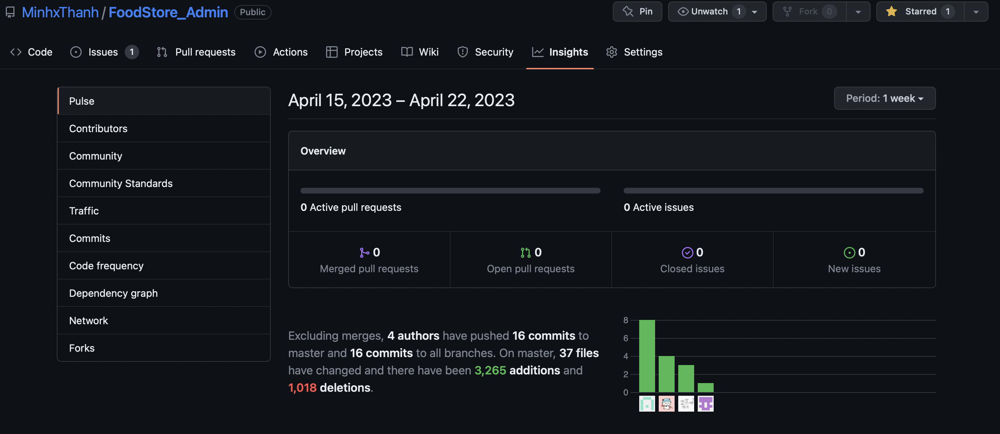 MinhxThanh / FoodStore_Admin Public Pin Unwatch 1 Fork 0 Starred 1
Code Issues 1 Pull requests Actions Projects Wiki Security Insights Settings
Pulse
Contributors
Community
Community Standards
Traffic
Commits
Code frequency
Dependency graph
Network
Forks
April 15, 2023 – April 22, 2023 Period: 1 week
Overview
0 Active pull requests 0 Active issues
0 0 0 0
Merged pull requests Open pull requests Closed issues New issues
Excluding merges, 4 authors have pushed 16 commits to
master and 16 commits to all branches. On master, 37 files
have changed and there have been 3,265 additions and
1,018 deletions.
8
6
4
2
0